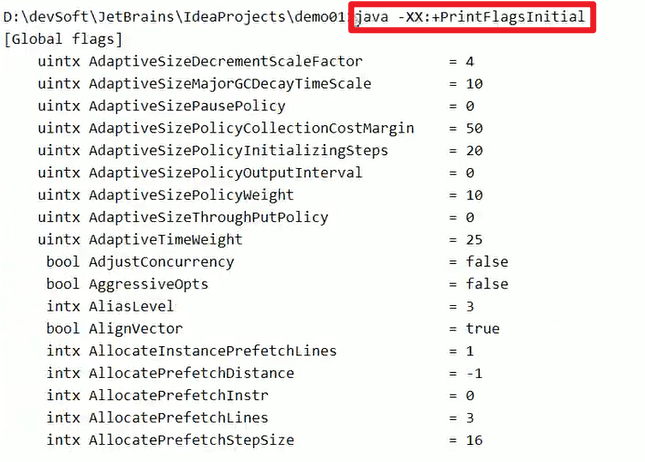 D:\devSoft\JetBrains\IdeaProjects\demo01>java -XX:+PrintFlagsInitial
[Global flags]
uintx AdaptiveSizeDecrementScaleFactor = 4
uintx AdaptiveSizeMajorGCDecayTimeScale = 10
uintx AdaptiveSizePausePolicy = 0
uintx AdaptiveSizePolicyCollectionCostMargin = 50
uintx AdaptiveSizePolicyInitializingSteps = 20
uintx AdaptiveSizePolicyOutputInterval = 0
uintx AdaptiveSizePolicyWeight = 10
uintx AdaptiveSizeThroughPutPolicy = 0
uintx AdaptiveTimeWeight = 25
bool AdjustConcurrency = false
bool AggressiveOpts = false
intx AliasLevel = 3
bool AlignVector = true
intx AllocateInstancePrefetchLines = 1
intx AllocatePrefetchDistance = -1
intx AllocatePrefetchInstr = 0
intx AllocatePrefetchLines = 3
intx AllocatePrefetchStepSize = 16